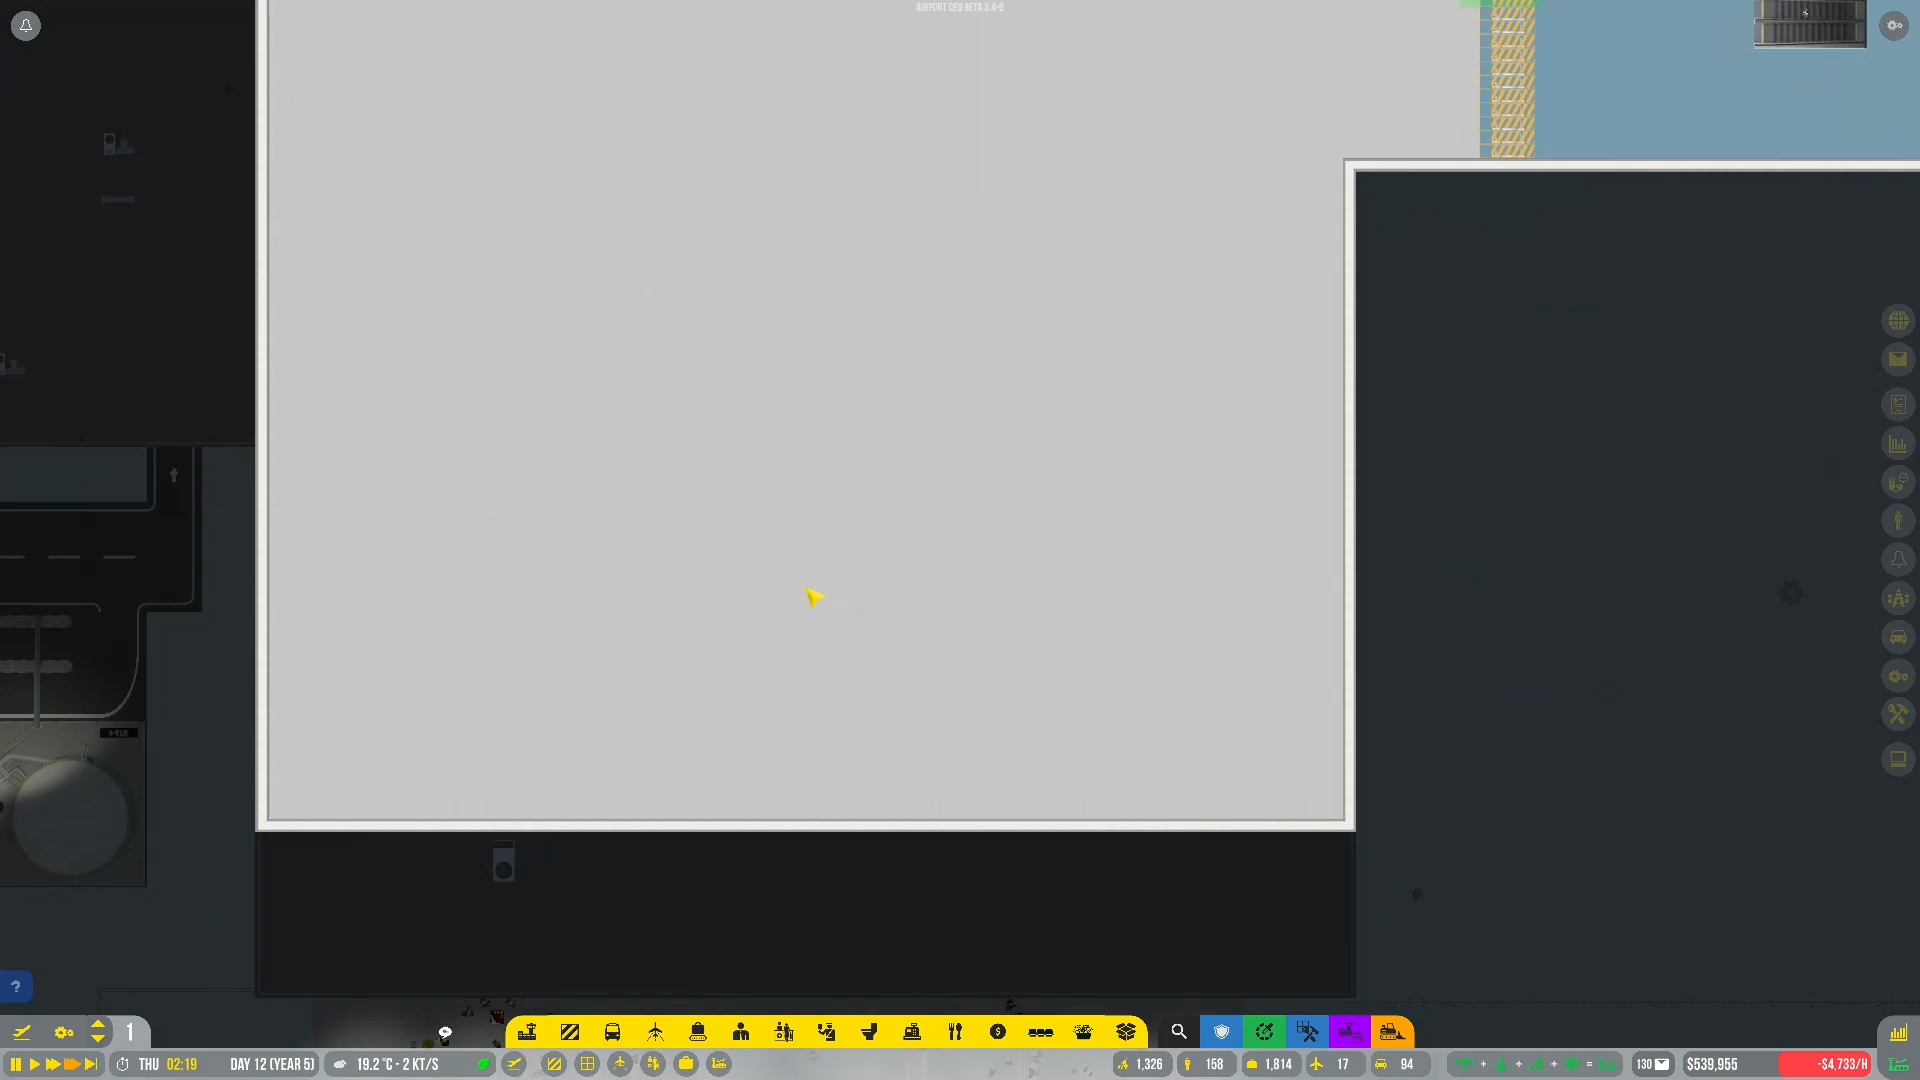 AIRPORT CEO BETA 3.4-0
?
1
THU 02:19 DAY 12 (YEAR 5) 19.2 °C - 2 KT/S 1,326 158 1,814 17 94 + + + = 130 $539,955 -$4,733/H